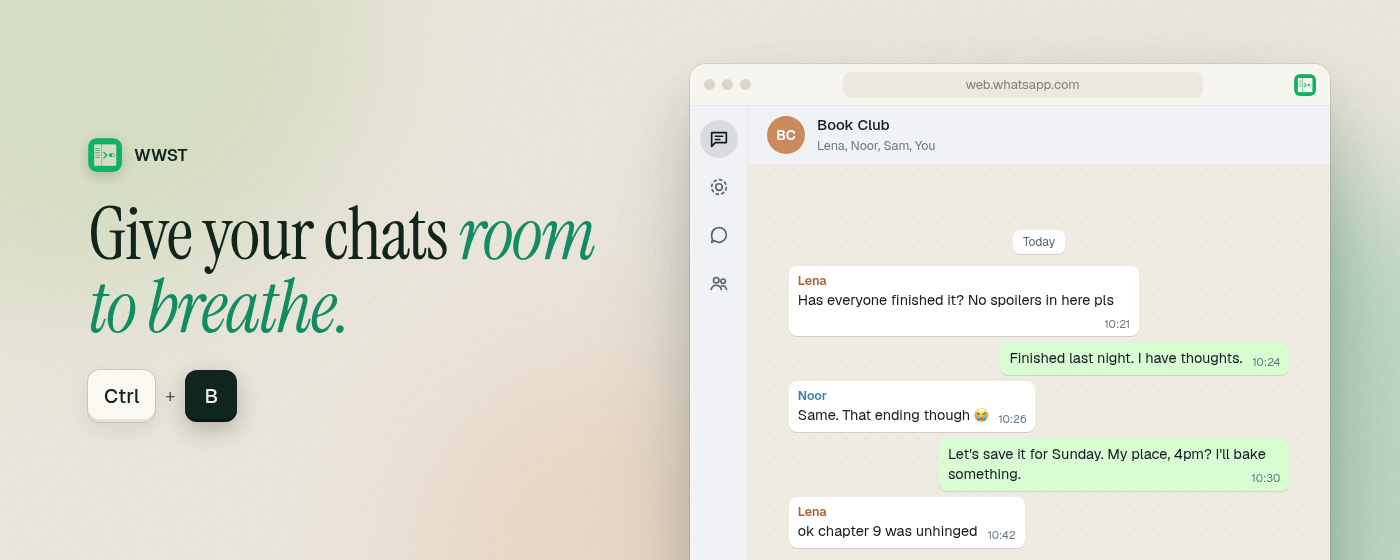 WWST
Give your chats room
to breathe.
Ctrl + B
web.whatsapp.com
BC
Book Club
Lena, Noor, Sam, You
Today
Lena
Has everyone finished it? No spoilers in here pls
10:21
Finished last night. I have thoughts. 10:24
Noor
Same. That ending though 😭 10:26
Let's save it for Sunday. My place, 4pm? I'll bake
something. 10:30
Lena
ok chapter 9 was unhinged 10:42